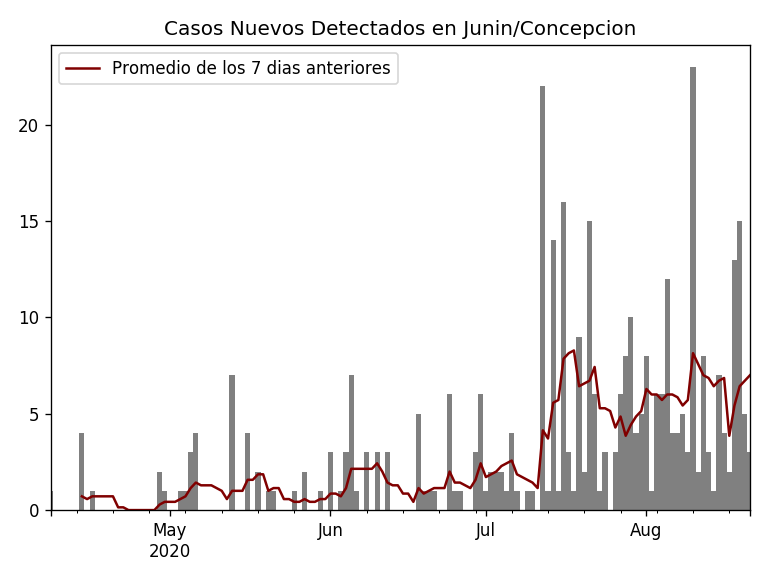 Casos Nuevos Detectados en Junin/Concepcion
Promedio de los 7 dias anteriores
20
15
10
5
0
May Jun Jul Aug
2020